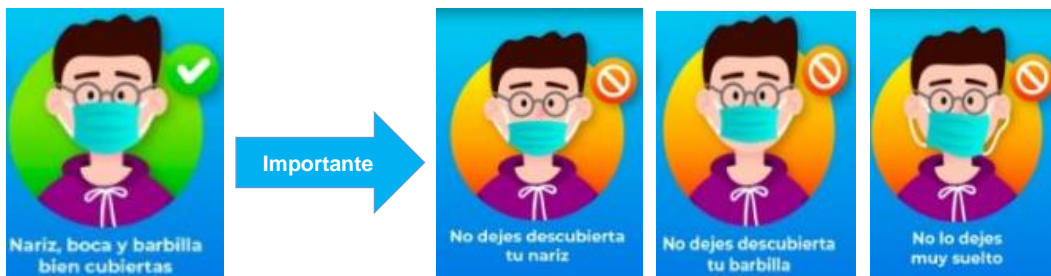 Nariz, boca y barbilla
bien cubiertas
Importante
No dejes descubierta
tu nariz
No dejes descubierta
tu barbilla
No lo dejes
muy suelto